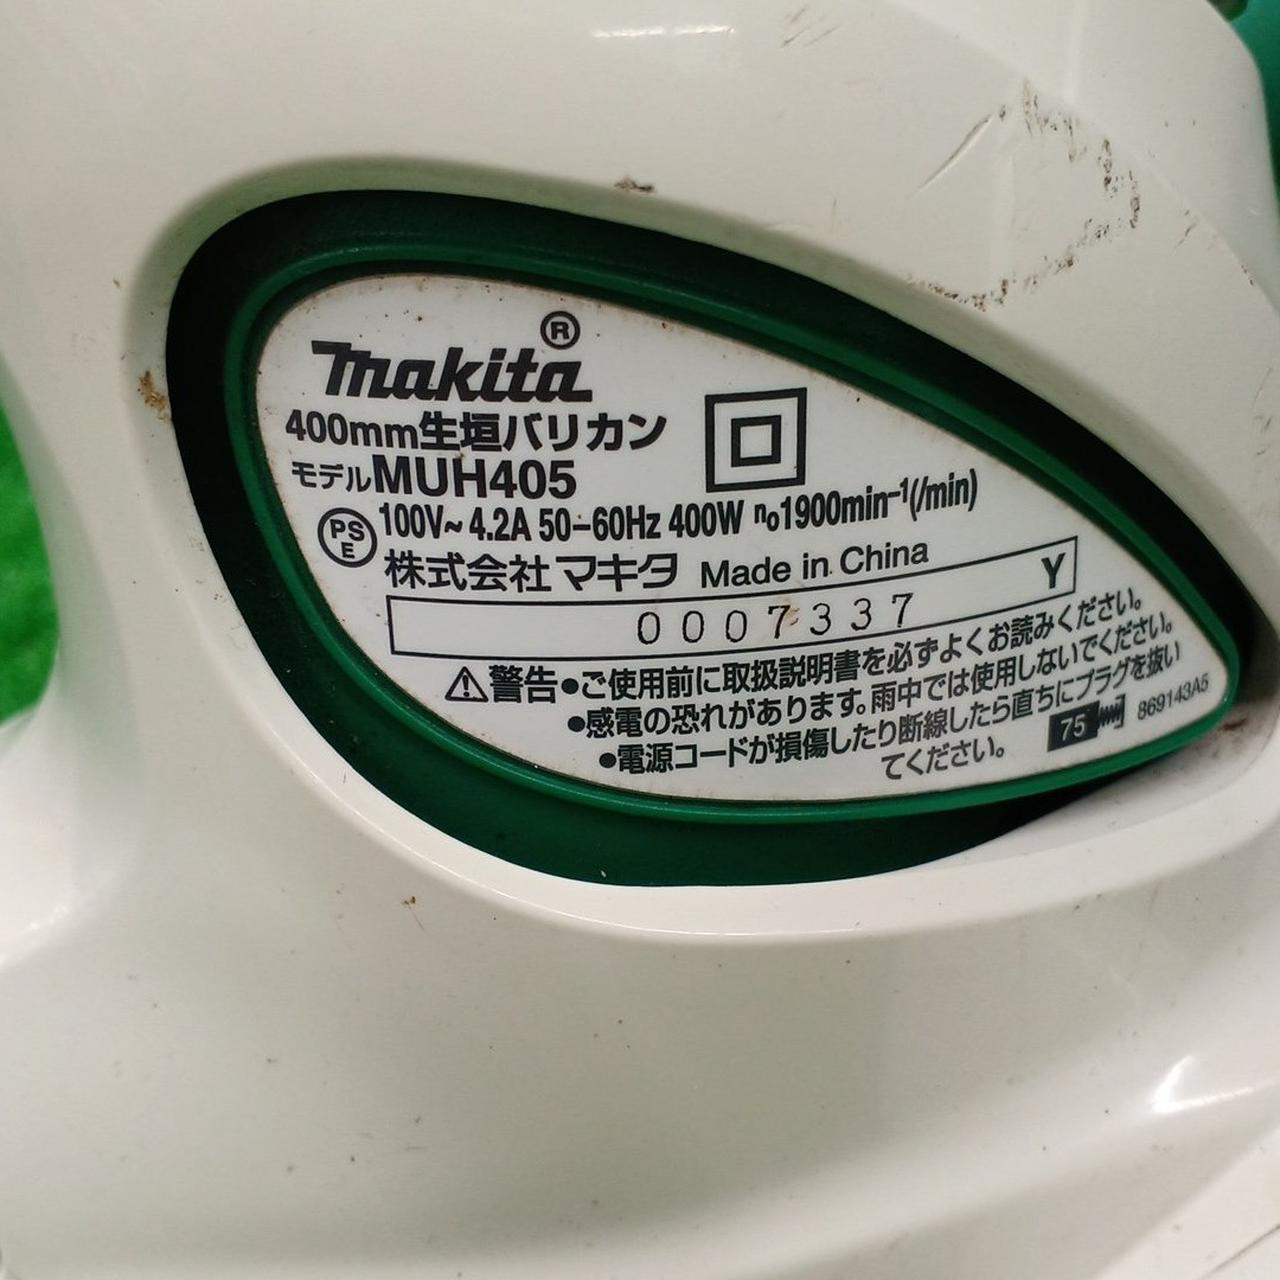 makita®
400mm生垣バリカン
モデルMUH405
PSE 100V~ 4.2A 50-60Hz 400W n₀1900min⁻¹(/min)
株式会社マキタ Made in China
0007337 Y
⚠警告●ご使用前に取扱説明書を必ずよくお読みください。
●感電の恐れがあります。雨中では使用しないでください。
●電源コードが損傷したり断線したら直ちにプラグを抜い
てください。
75 869143A5